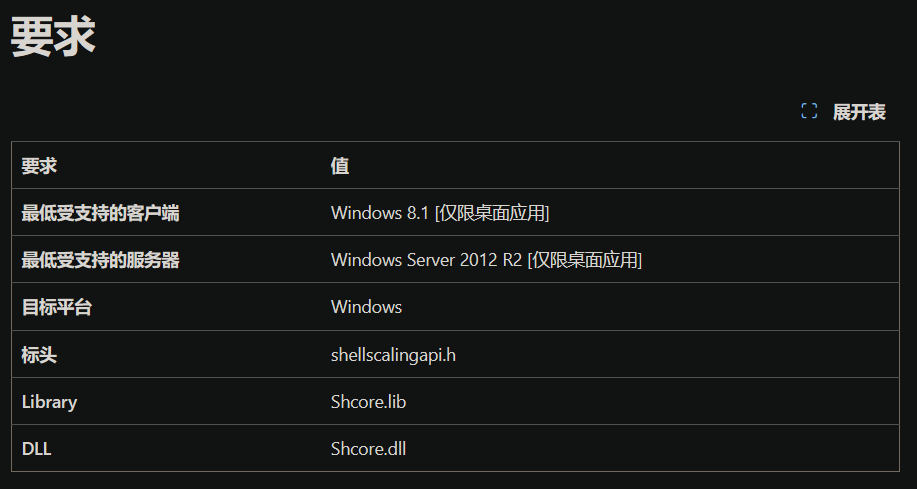 要求
展开表
要求 值
最低受支持的客户端 Windows 8.1 [仅限桌面应用]
最低受支持的服务器 Windows Server 2012 R2 [仅限桌面应用]
目标平台 Windows
标头 shellscalingapi.h
Library Shcore.lib
DLL Shcore.dll